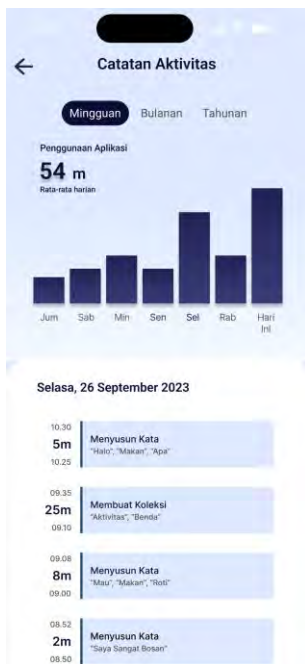 Catatan Aktivitas
Mingguan Bulanan Tahunan
Penggunaan Aplikasi
54 m
Rata-rata harian
Jum Sab Min Sen Sel Rab Hari Ini
Selasa, 26 September 2023
10.30
5m
10.25
Menyusun Kata
"Halo", "Makan", "Apa"
09.35
25m
09.10
Membuat Koleksi
"Aktivitas", "Benda"
09.08
8m
09.00
Menyusun Kata
"Mau", "Makan", "Roti"
08.52
2m
08.50
Menyusun Kata
"Saya Sangat Bosan"